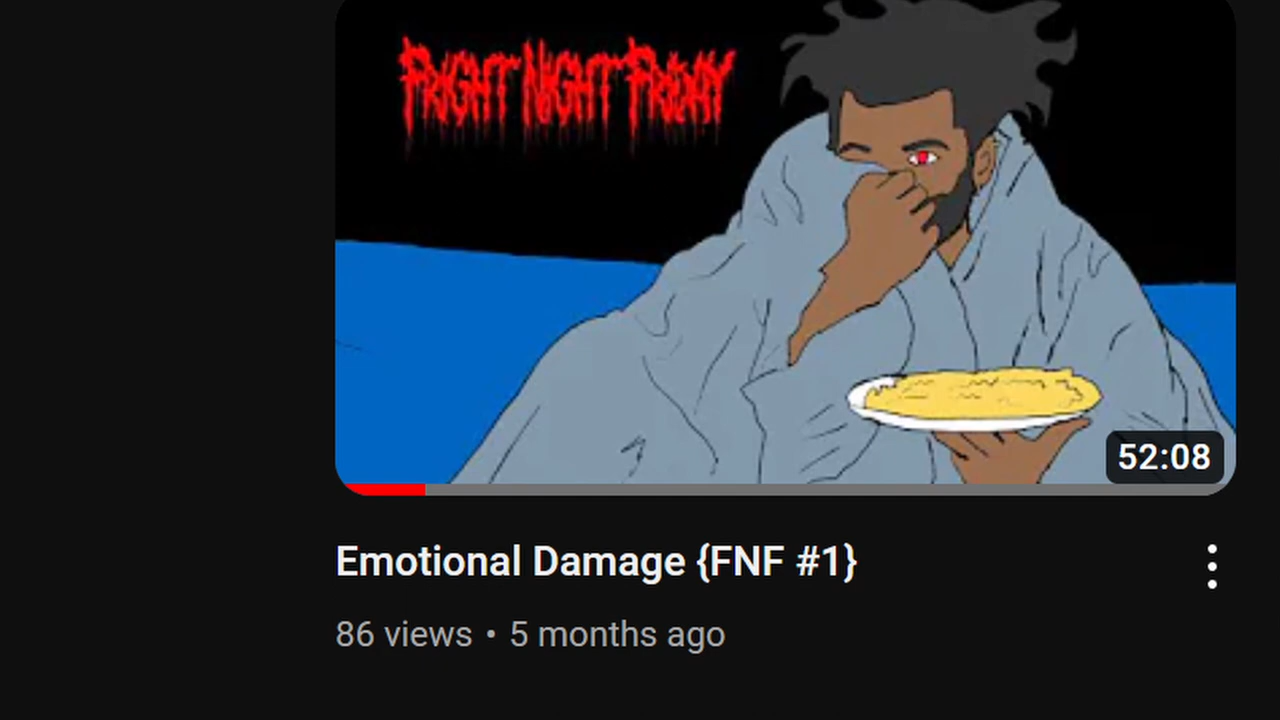 FRIGHT NIGHT FRIDAY
52:08
Emotional Damage {FNF #1}
86 views • 5 months ago